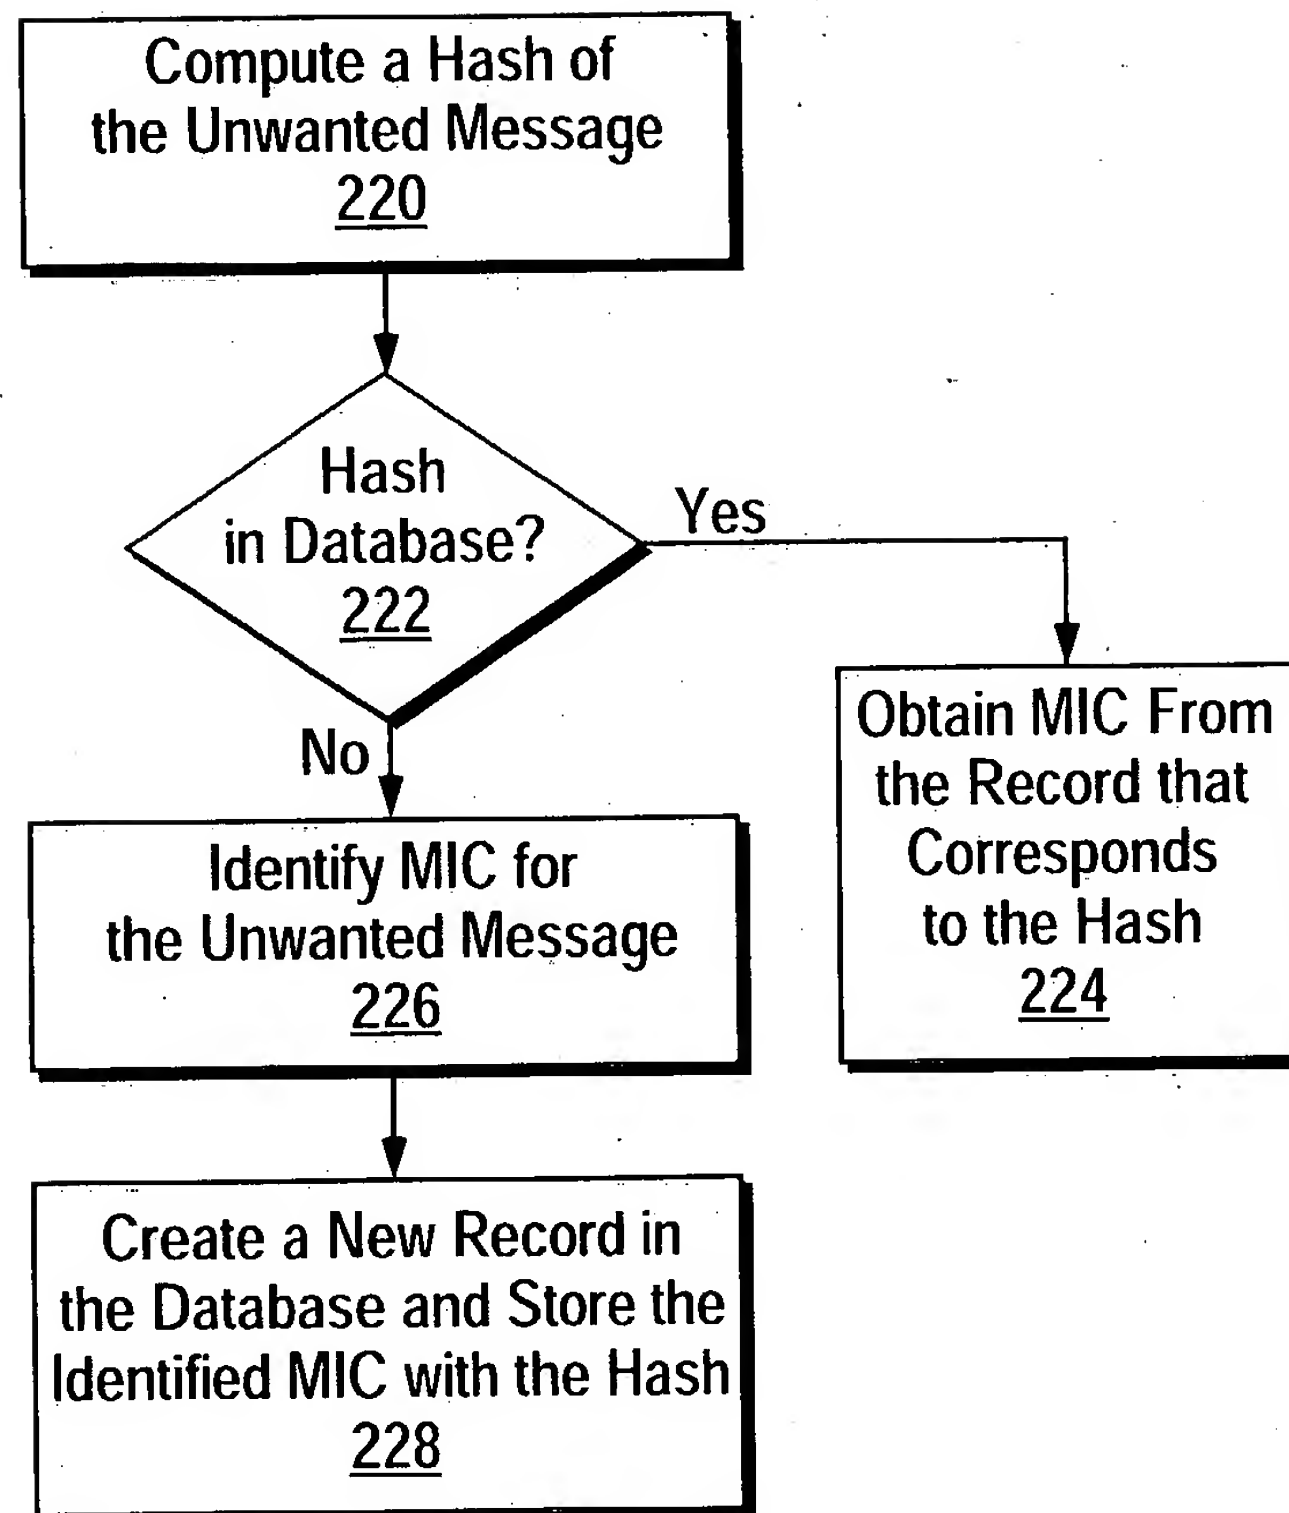 Compute a Hash of
the Unwanted Message
220
Hash
in Database?
222
Yes
No
Obtain MIC From
the Record that
Corresponds
to the Hash
224
Identify MIC for
the Unwanted Message
226
Create a New Record in
the Database and Store the
Identified MIC with the Hash
228